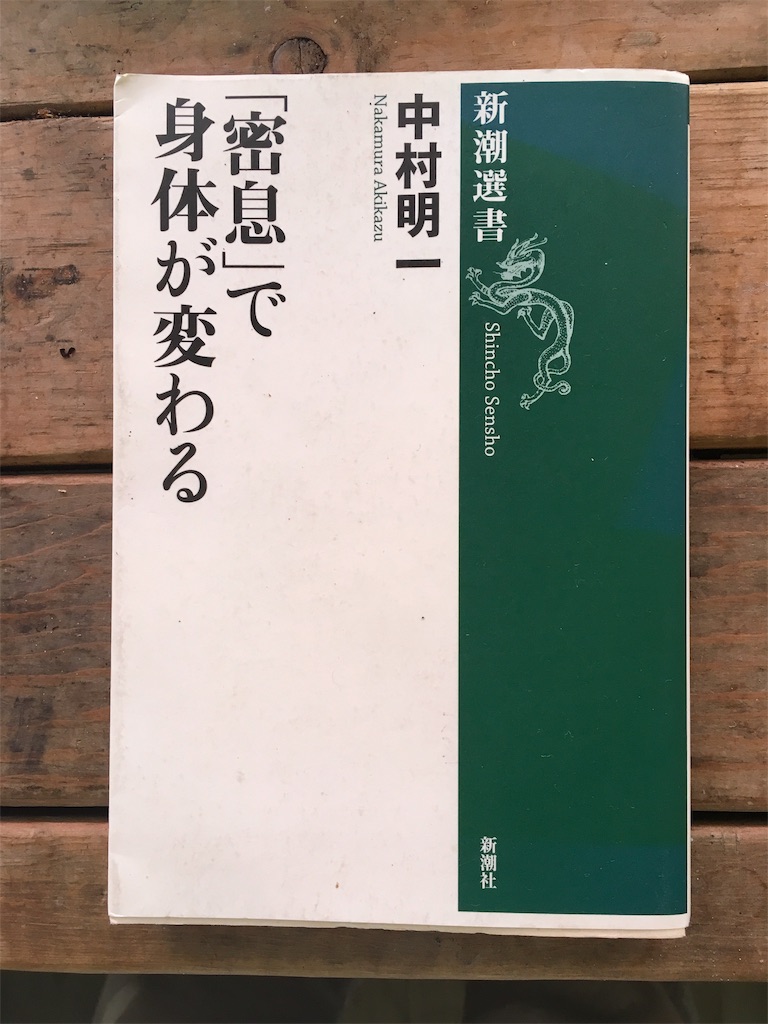 新潮選書
Shincho Sensho
中村明一
Nakamura Akikazu
「密息」で
身体が変わる
新潮社